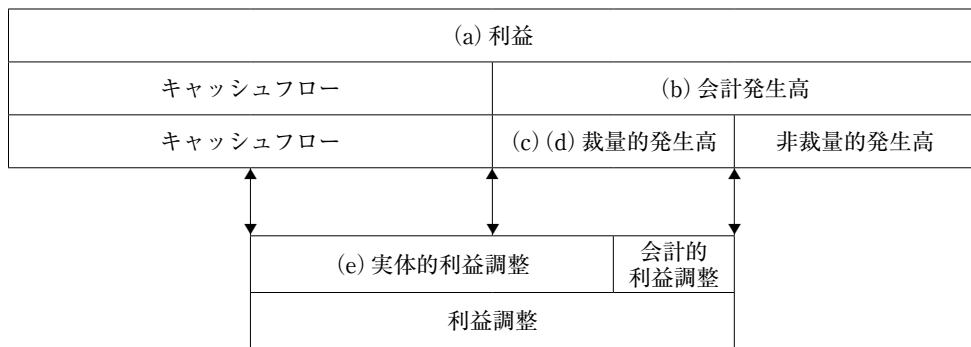 (a) 利益
キャッシュフロー (b) 会計発生高
キャッシュフロー (c) (d) 裁量的発生高 非裁量的発生高
(e) 実体的利益調整 会計的
利益調整
利益調整